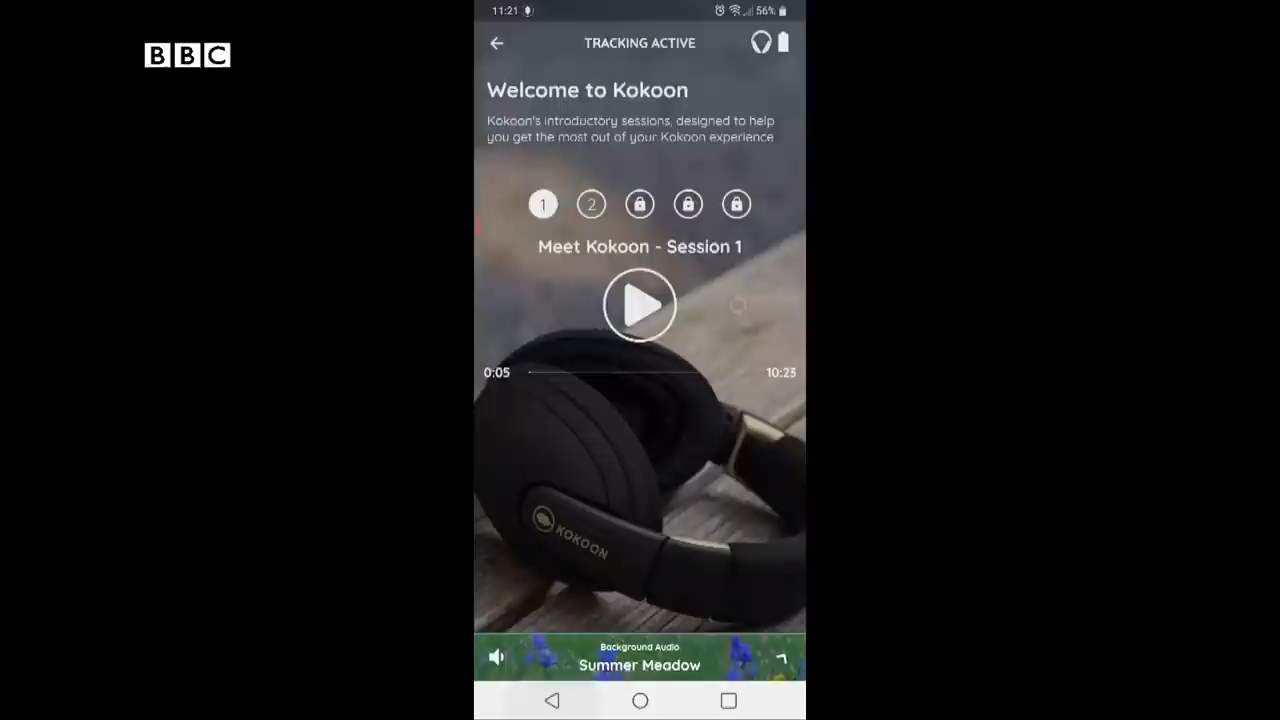 BBC
11:21
56%
TRACKING ACTIVE
Welcome to Kokoon
Kokoon's introductory sessions, designed to help
you get the most out of your Kokoon experience
1 2
Meet Kokoon - Session 1
0:05
10:23
KOKOON
Background Audio
Summer Meadow